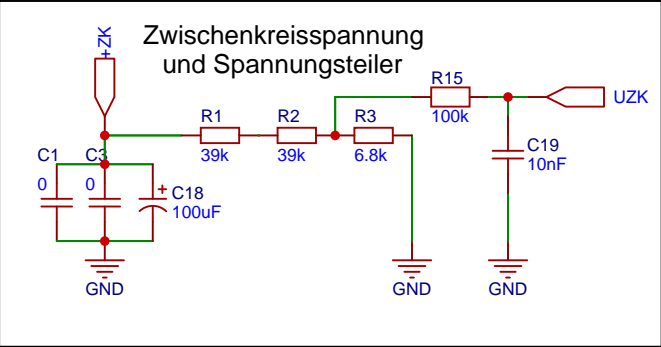 Zwischenkreisspannung
und Spannungsteiler
+ZK
R1
39k
R2
39k
R3
6.8k
R15
100k
UZK
C19
10nF
C1
0
C3
0
+
C18
100uF
GND
GND
GND